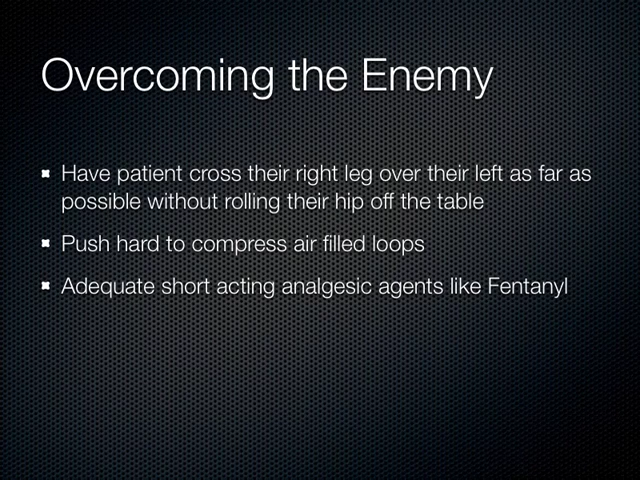 Overcoming the Enemy
Have patient cross their right leg over their left as far as
possible without rolling their hip off the table
Push hard to compress air filled loops
Adequate short acting analgesic agents like Fentanyl